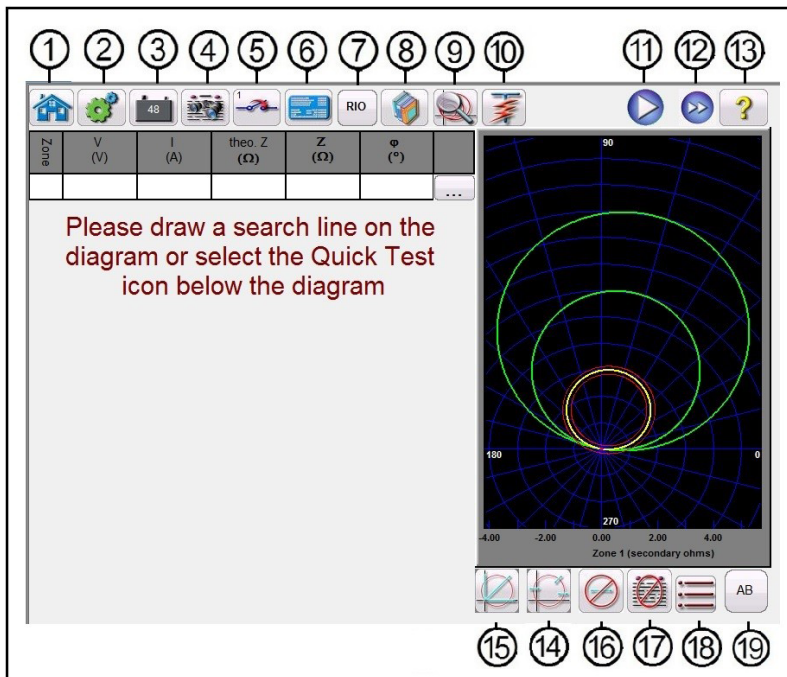 1 2 3 4 5 6 7 8 9 10 11 12 13
48 1 RIO ?
Zone V (V) I (A) theo. Z (Ω) Z (Ω) φ (°)
...
Please draw a search line on the
diagram or select the Quick Test
icon below the diagram
90
180 0
270
-4.00 -2.00 0.00 2.00 4.00
Zone 1 (secondary ohms)
AB
15 14 16 17 18 19